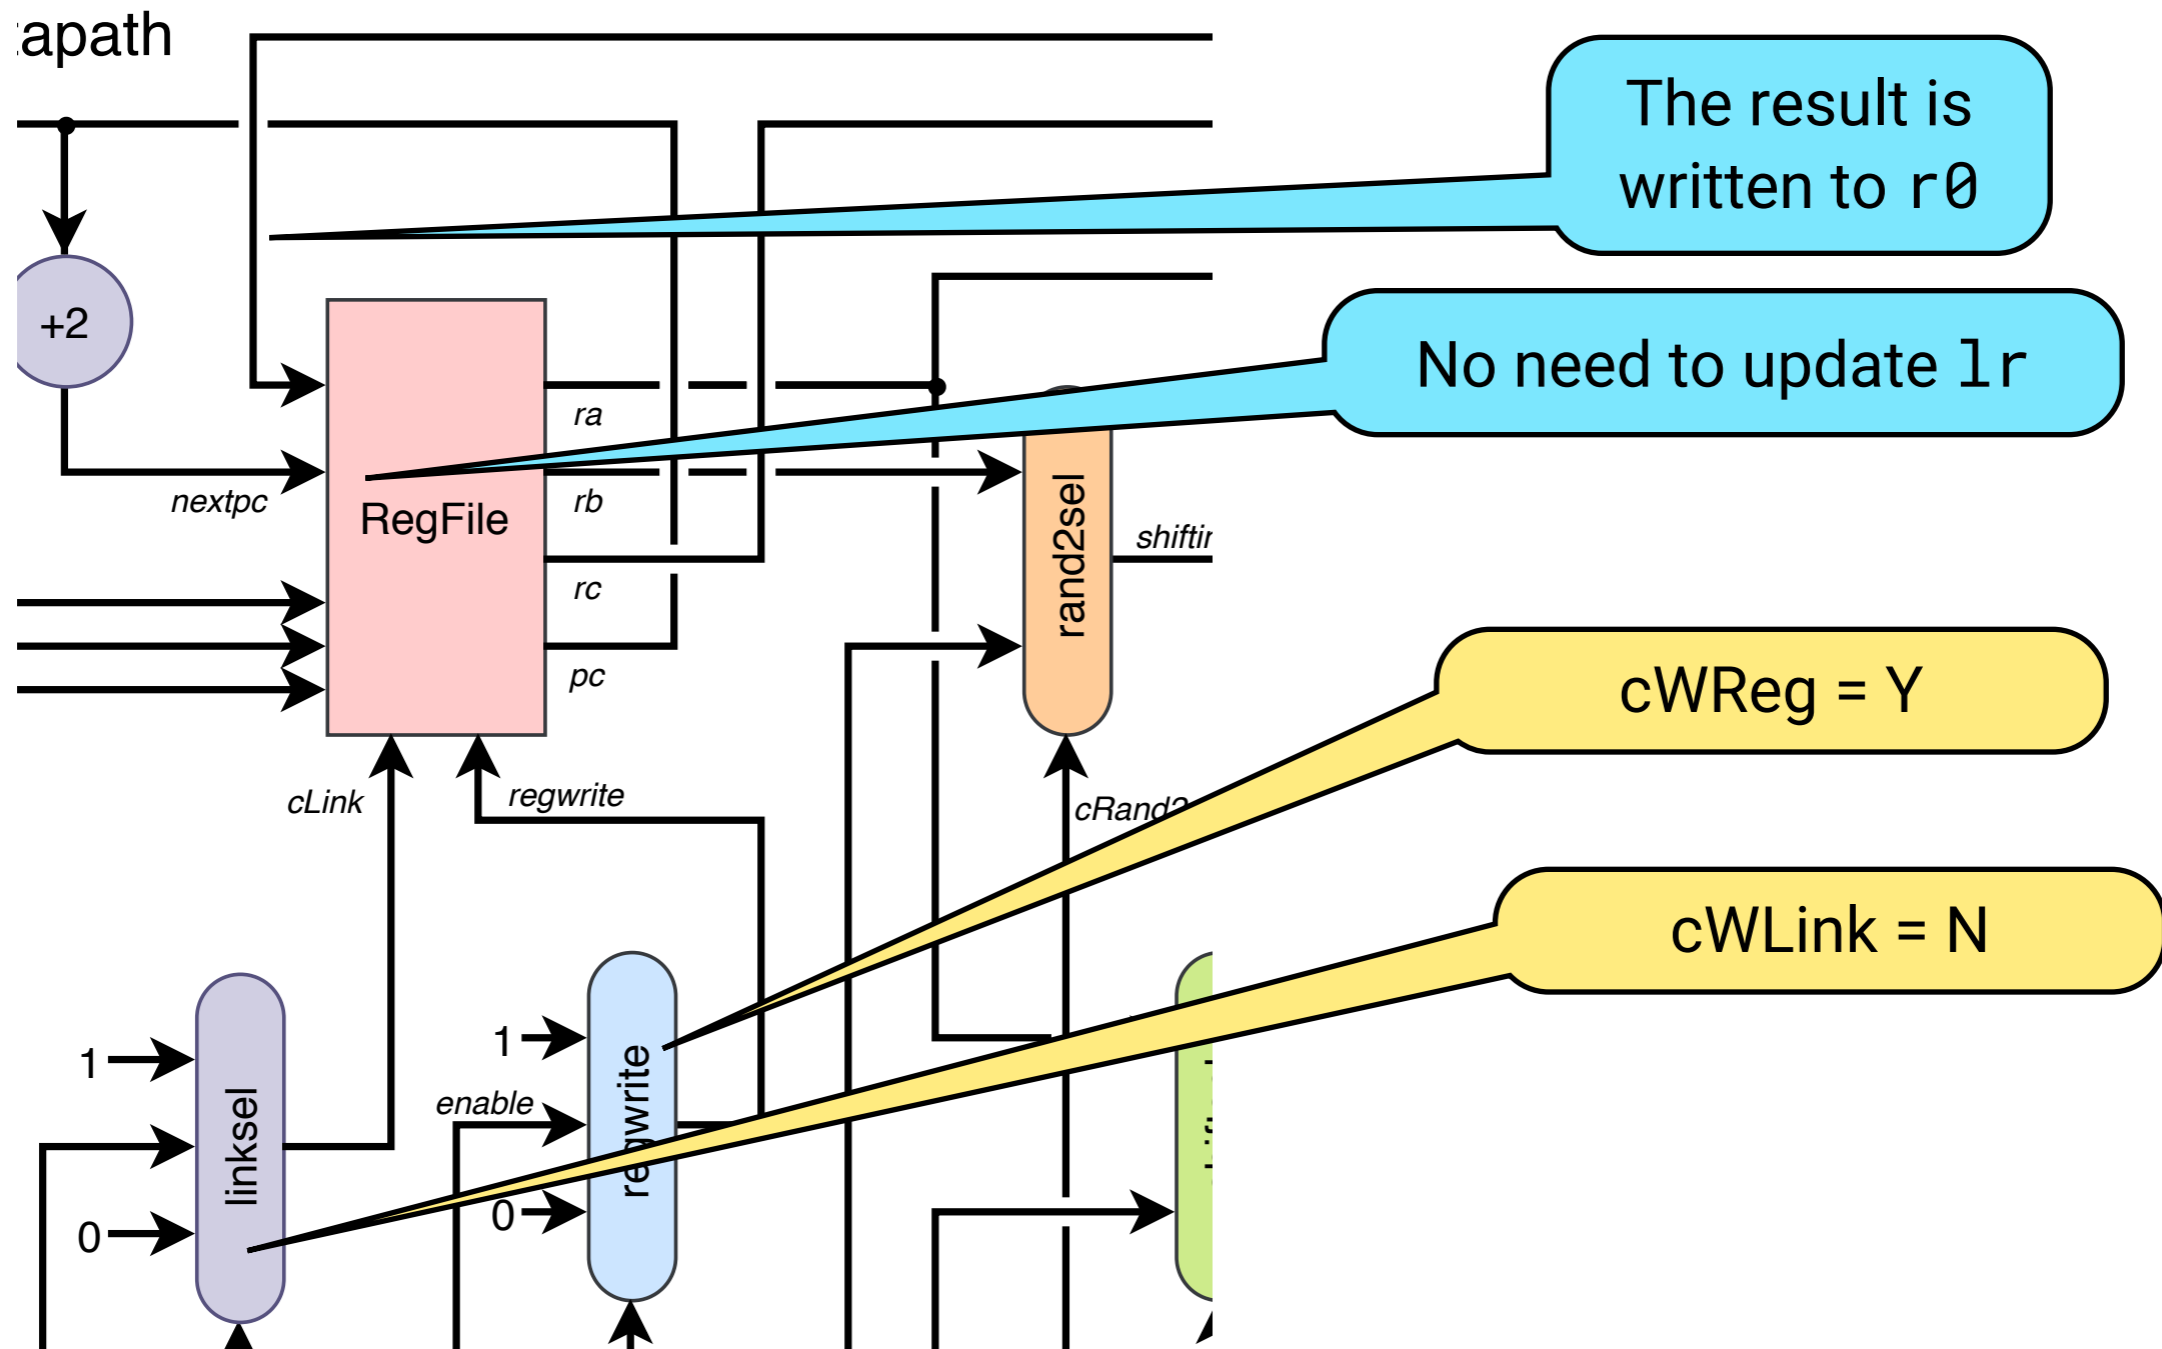 tapath
The result is
written to r0
+2
No need to update lr
ra
nextpc
rb
RegFile
rand2sel
rc
pc
cWReg = Y
cLink
regwrite
cWLink = N
1
1
enable
regwrite
linksel
0
0